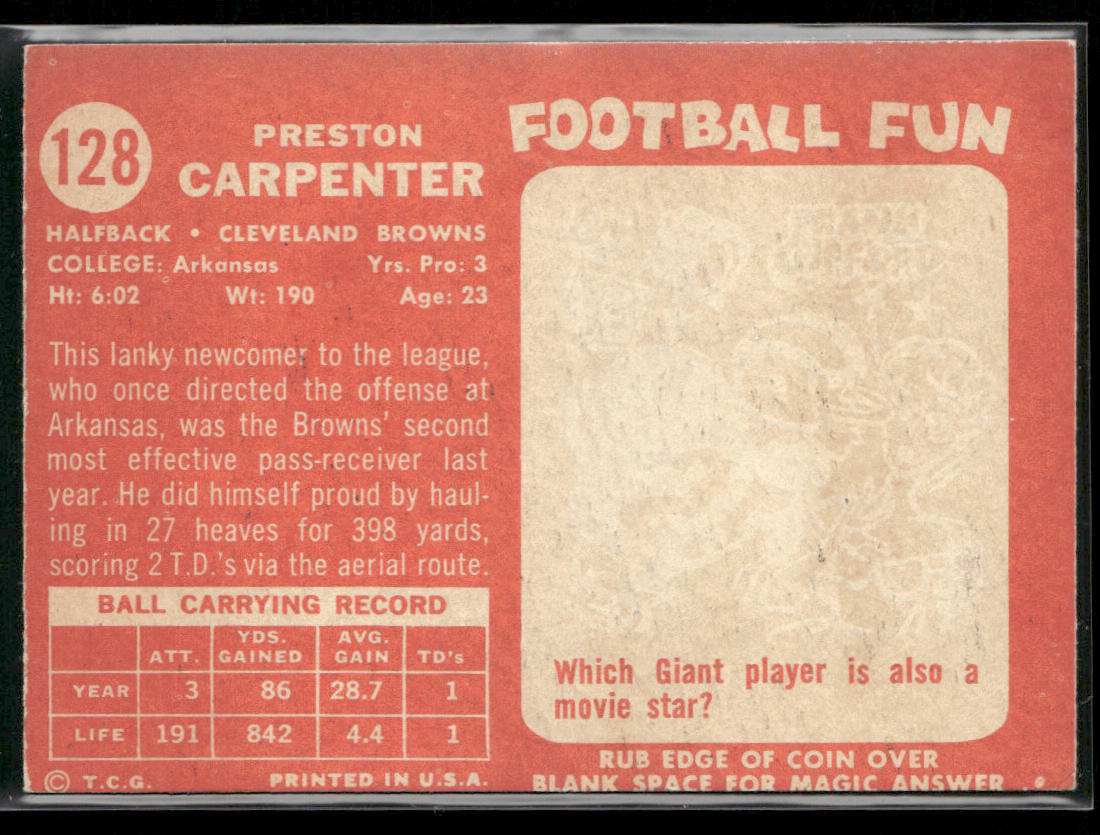 128
PRESTON
CARPENTER
HALFBACK • CLEVELAND BROWNS
COLLEGE: Arkansas Yrs. Pro: 3
Ht: 6:02 Wt: 190 Age: 23
This lanky newcomer to the league,
who once directed the offense at
Arkansas, was the Browns' second
most effective pass-receiver last
year. He did himself proud by haul-
ing in 27 heaves for 398 yards,
scoring 2 T.D.'s via the aerial route.
BALL CARRYING RECORD
ATT. YDS. GAINED AVG. GAIN TD's
YEAR 3 86 28.7 1
LIFE 191 842 4.4 1
© T.C.G. PRINTED IN U.S.A.
FOOTBALL FUN
Which Giant player is also a
movie star?
RUB EDGE OF COIN OVER
BLANK SPACE FOR MAGIC ANSWER